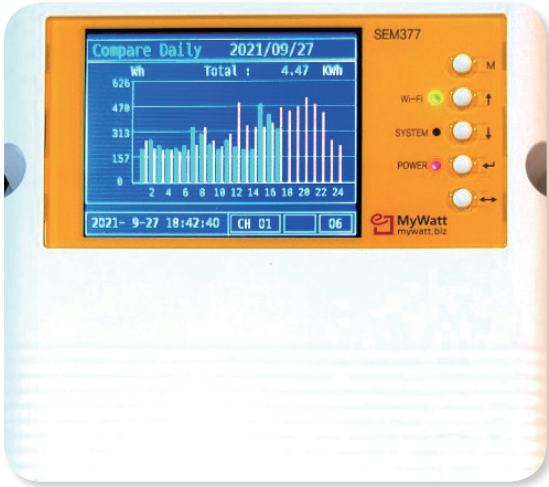 SEM377
Compare Daily 2021/09/27
Wh Total : 4.47 KWh
626
470
313
157
0
2 4 6 8 10 12 14 16 18 20 22 24
2021- 9-27 18:42:40 CH 01 06
M
Wi-Fi
SYSTEM
POWER
MyWatt
mywatt.biz